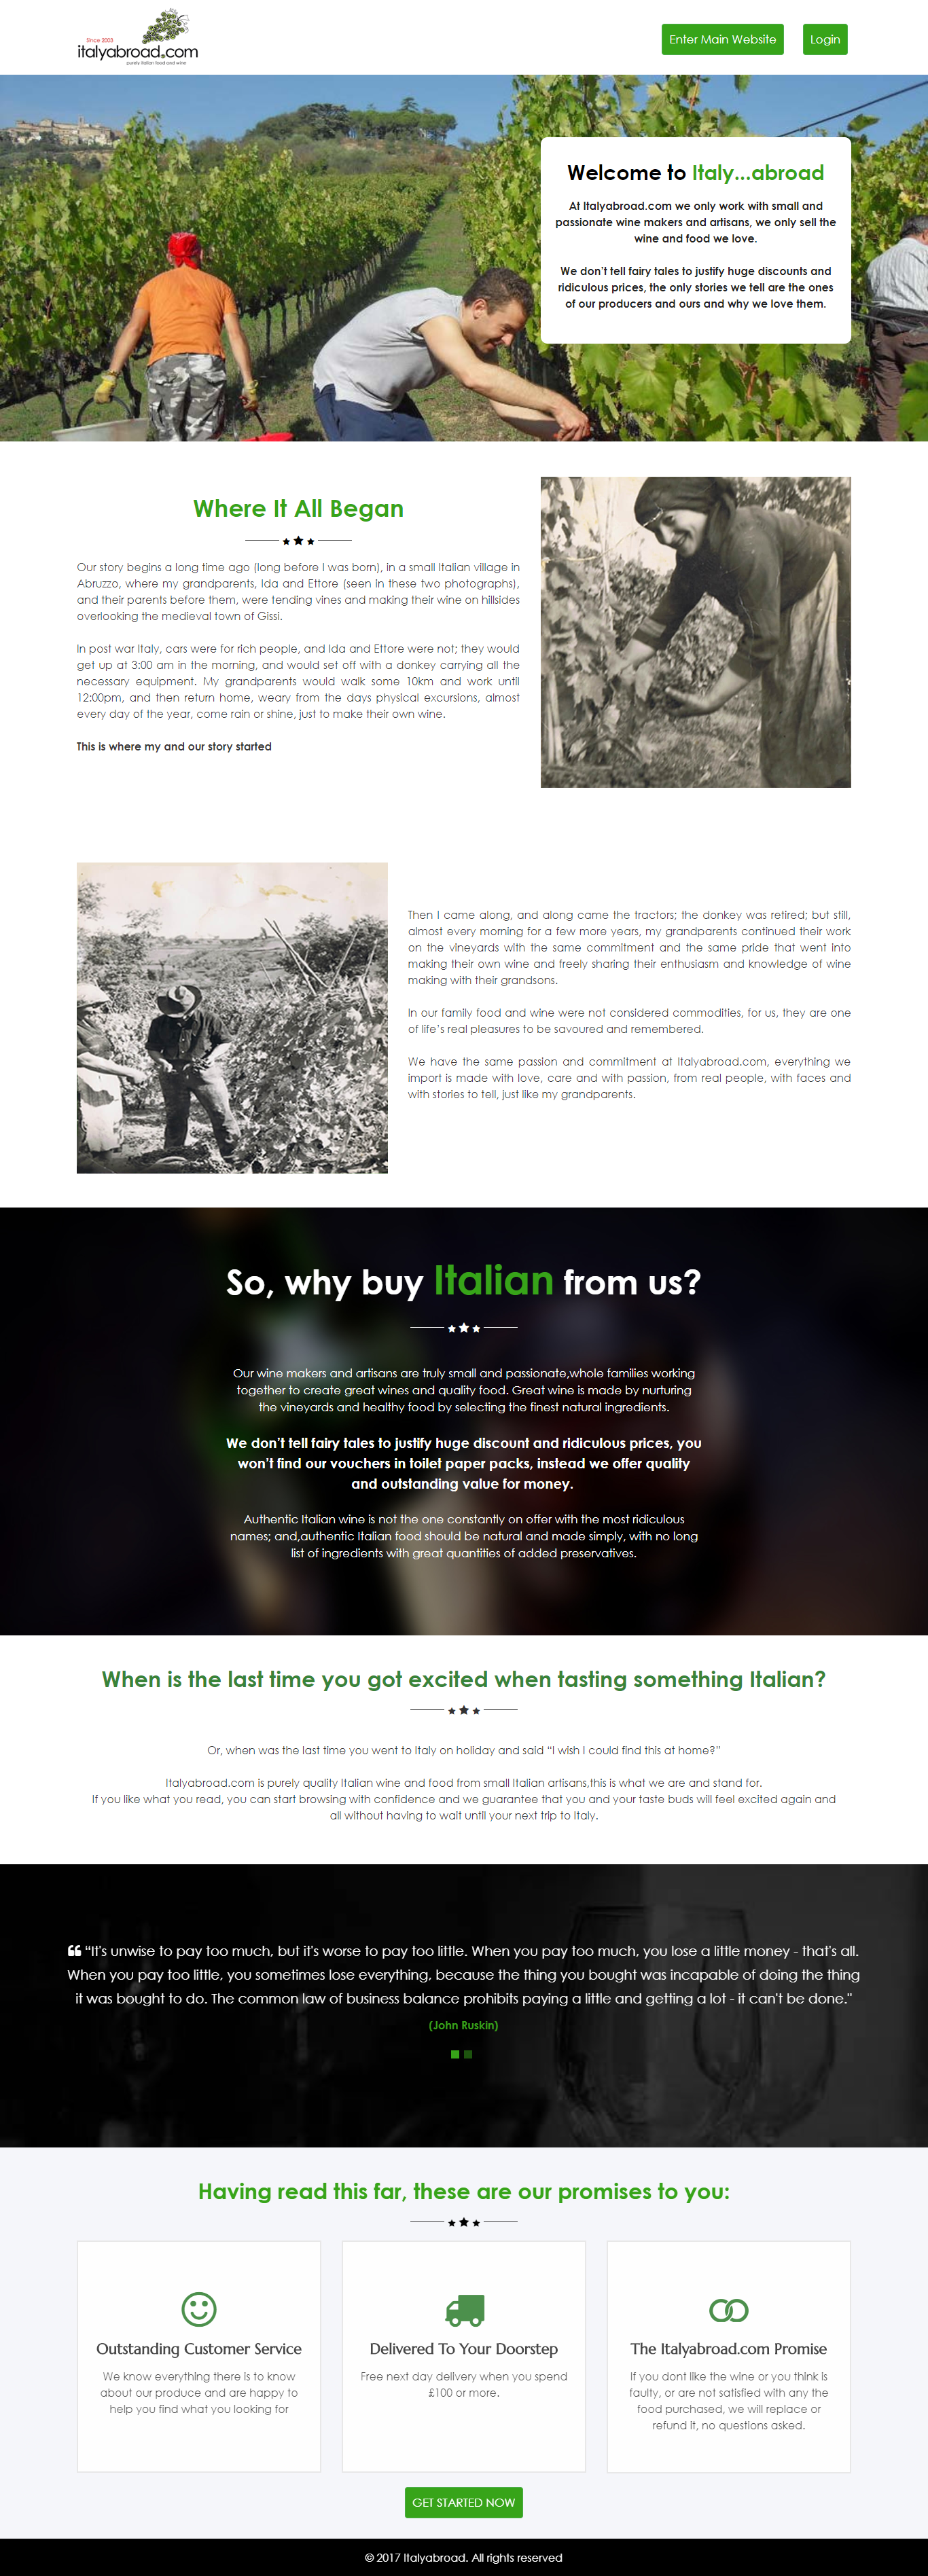 Since 2003
italyabroad.com
purely italian food and wine
Enter Main Website
Login
Welcome to Italy...abroad
At Italyabroad.com we only work with small and
passionate wine makers and artisans, we only sell the
wine and food we love.
We don't tell fairy tales to justify huge discounts and
ridiculous prices, the only stories we tell are the ones
of our producers and ours and why we love them.
Where It All Began
Our story begins a long time ago (long before I was born), in a small Italian village in
Abruzzo, where my grandparents, Ida and Ettore (seen in these two photographs),
and their parents before them, were tending vines and making their wine on hillsides
overlooking the medieval town of Gissi.
In post war Italy, cars were for rich people, and Ida and Ettore were not; they would
get up at 3:00 am in the morning, and would set off with a donkey carrying all the
necessary equipment. My grandparents would walk some 10km and work until
12:00pm, and then return home, weary from the days physical excursions, almost
every day of the year, come rain or shine, just to make their own wine.
This is where my and our story started
Then I came along, and along came the tractors; the donkey was retired; but still,
almost every morning for a few more years, my grandparents continued their work
on the vineyards with the same commitment and the same pride that went into
making their own wine and freely sharing their enthusiasm and knowledge of wine
making with their grandsons.
In our family food and wine were not considered commodities, for us, they are one
of life's real pleasures to be savoured and remembered.
We have the same passion and commitment at Italyabroad.com, everything we
import is made with love, care and with passion, from real people, with faces and
with stories to tell, just like my grandparents.
So, why buy Italian from us?
Our wine makers and artisans are truly small and passionate,whole families working
together to create great wines and quality food. Great wine is made by nurturing
the vineyards and healthy food by selecting the finest natural ingredients.
We don't tell fairy tales to justify huge discount and ridiculous prices, you
won't find our vouchers in toilet paper packs, instead we offer quality
and outstanding value for money.
Authentic Italian wine is not the one constantly on offer with the most ridiculous
names; and,authentic Italian food should be natural and made simply, with no long
list of ingredients with great quantities of added preservatives.
When is the last time you got excited when tasting something Italian?
Or, when was the last time you went to Italy on holiday and said “I wish I could find this at home?”
Italyabroad.com is purely quality Italian wine and food from small Italian artisans,this is what we are and stand for.
If you like what you read, you can start browsing with confidence and we guarantee that you and your taste buds will feel excited again and
all without having to wait until your next trip to Italy.
“It's unwise to pay too much, but it's worse to pay too little. When you pay too much, you lose a little money - that's all.
When you pay too little, you sometimes lose everything, because the thing you bought was incapable of doing the thing
it was bought to do. The common law of business balance prohibits paying a little and getting a lot - it can't be done."
(John Ruskin)
Having read this far, these are our promises to you:
Outstanding Customer Service
We know everything there is to know
about our produce and are happy to
help you find what you looking for
Delivered To Your Doorstep
Free next day delivery when you spend
£100 or more.
The Italyabroad.com Promise
If you dont like the wine or you think is
faulty, or are not satisfied with any the
food purchased, we will replace or
refund it, no questions asked.
GET STARTED NOW
© 2017 Italyabroad. All rights reserved